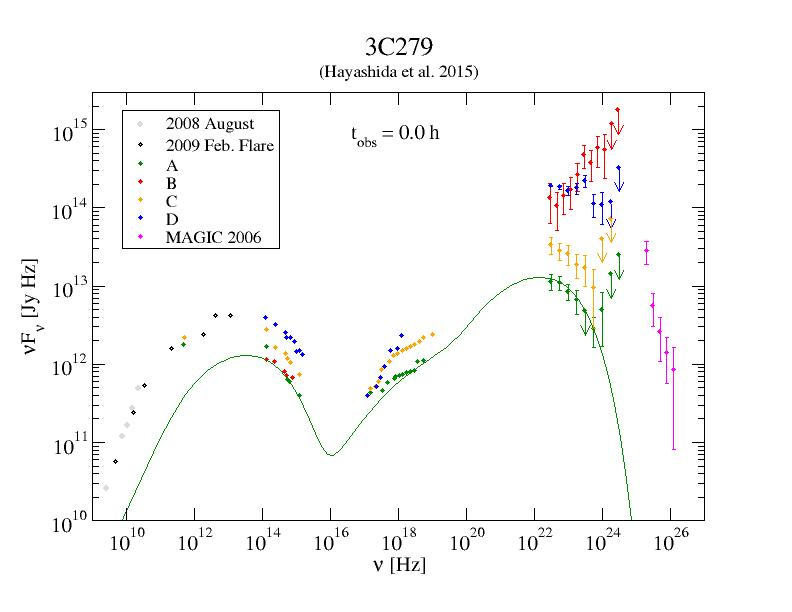 3C279
(Hayashida et al. 2015)
t_obs = 0.0 h
2008 August
2009 Feb. Flare
A
B
C
D
MAGIC 2006
νF_ν [Jy Hz]
10^15
10^14
10^13
10^12
10^11
10^10
10^10 10^12 10^14 10^16 10^18 10^20 10^22 10^24 10^26
ν [Hz]